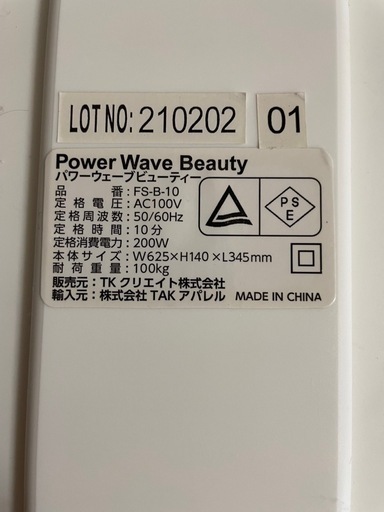 LOT NO: 210202 01
Power Wave Beauty
パワーウェーブビューティー
品番: FS-B-10
定格電圧: AC100V
定格周波数: 50/60Hz
定格時間: 10分
定格消費電力: 200W
本体サイズ: W625×H140×L345mm
耐荷重量: 100kg
販売元: TKクリエイト株式会社
輸入元: 株式会社 TAK アパレル MADE IN CHINA
P S
E